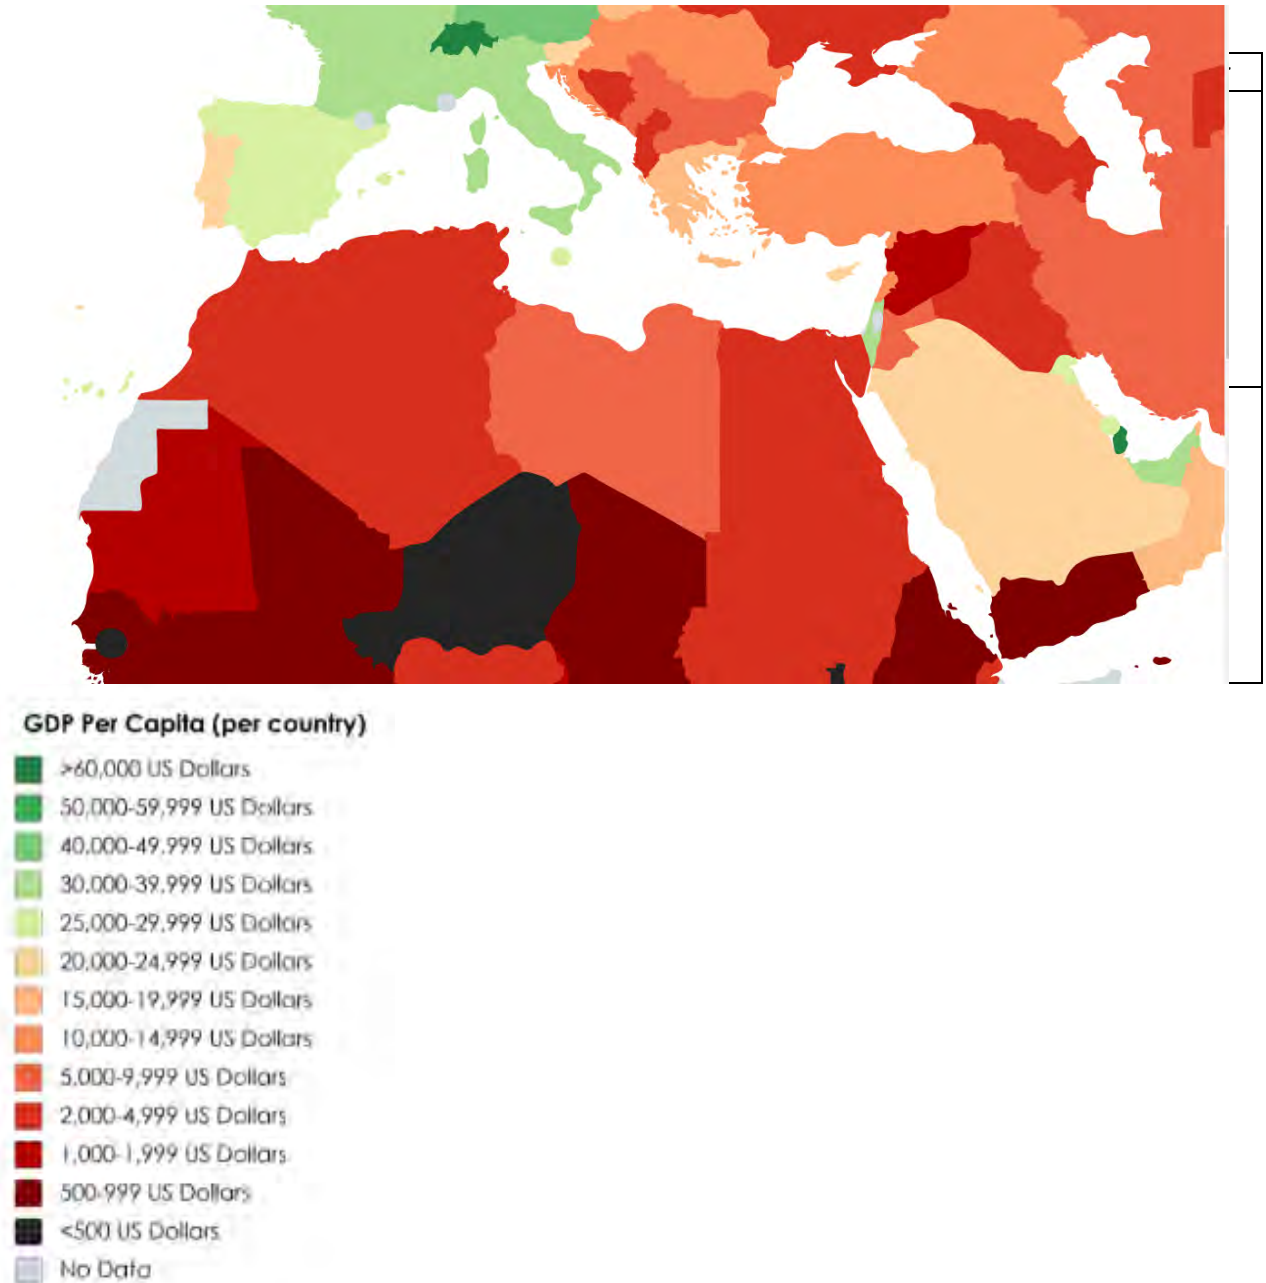 GDP Per Capita (per country)
>60,000 US Dollars
50,000-59,999 US Dollars
40,000-49,999 US Dollars
30,000-39,999 US Dollars
25,000-29,999 US Dollars
20,000-24,999 US Dollars
15,000-19,999 US Dollars
10,000-14,999 US Dollars
5,000-9,999 US Dollars
2,000-4,999 US Dollars
1,000-1,999 US Dollars
500-999 US Dollars
<500 US Dollars
No Data